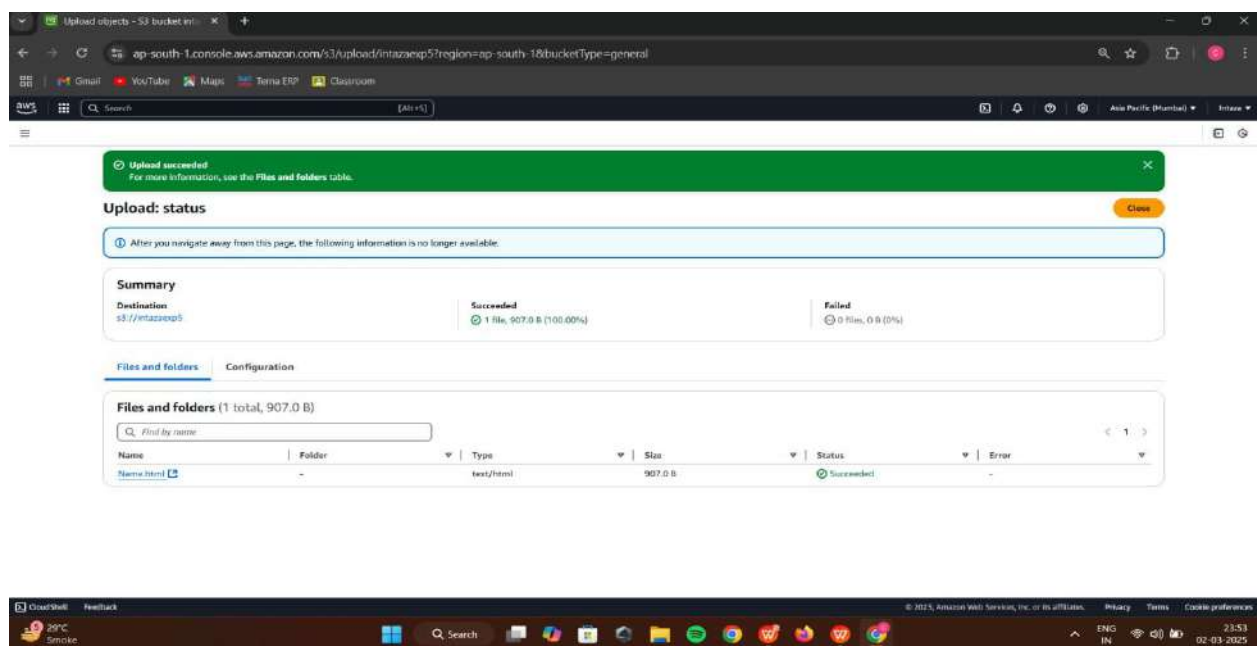 Upload objects - S3 bucket int
ap-south-1.console.aws.amazon.com/s3/upload/intazaexp5?region=ap-south-1&bucketType=general
Gmail YouTube Maps Terna ERP Classroom
aws Search [Alt+S] Asia Pacific (Mumbai)
Upload succeeded
For more information, see the Files and folders table.
Upload: status
Close
After you navigate away from this page, the following information is no longer available.
Summary
Destination Succeeded Failed
s3://intazaexp5 1 file, 907.0 B (100.00%) 0 files, 0 B (0%)
Files and folders Configuration
Files and folders (1 total, 907.0 B)
Find by name 1
Name Folder Type Size Status Error
Name.html - text/html 907.0 B Succeeded -
CloudShell Feedback © 2025, Amazon Web Services, Inc. or its affiliates. Privacy Terms Cookie preferences
29°C Search ENG 23:53
Smoke IN 02-03-2025